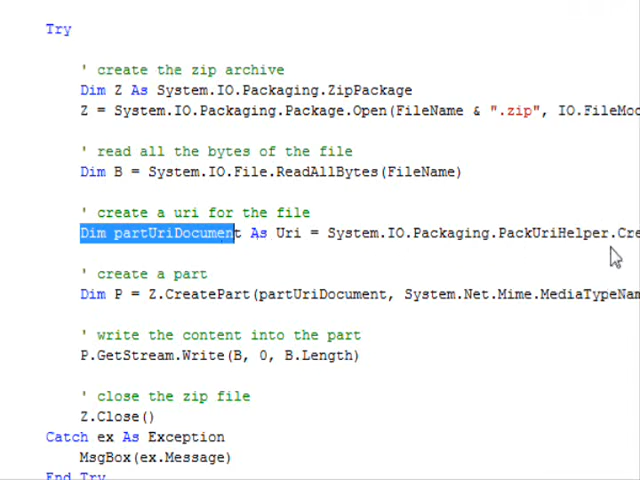 Try
' create the zip archive
Dim Z As System.IO.Packaging.ZipPackage
Z = System.IO.Packaging.Package.Open(FileName & ".zip", IO.FileMo
' read all the bytes of the file
Dim B = System.IO.File.ReadAllBytes(FileName)
' create a uri for the file
Dim partUriDocument As Uri = System.IO.Packaging.PackUriHelper.Cre
' create a part
Dim P = Z.CreatePart(partUriDocument, System.Net.Mime.MediaTypeNam
' write the content into the part
P.GetStream.Write(B, 0, B.Length)
' close the zip file
Z.Close()
Catch ex As Exception
MsgBox(ex.Message)
End Try